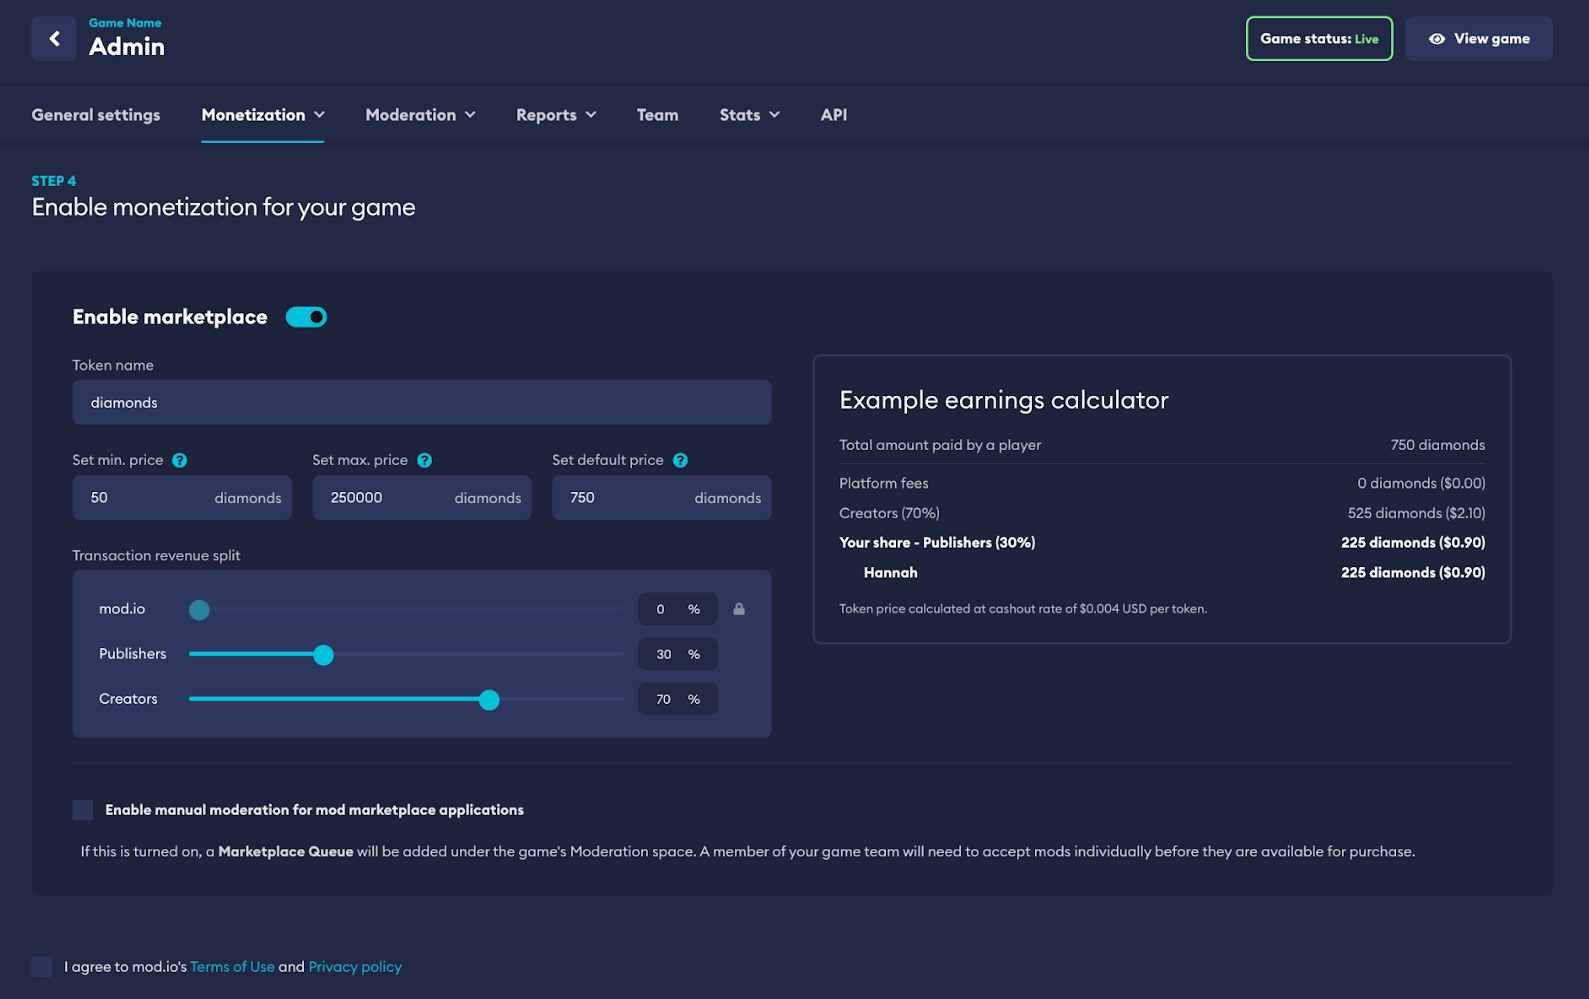 Game Name
Admin
Game status: Live
View game
General settings
Monetization
Moderation
Reports
Team
Stats
API
STEP 4
Enable monetization for your game
Enable marketplace
Token name
diamonds
Set min. price ?
Set max. price ?
Set default price ?
50 diamonds
250000 diamonds
750 diamonds
Transaction revenue split
mod.io 0 %
Publishers 30 %
Creators 70 %
Example earnings calculator
Total amount paid by a player 750 diamonds
Platform fees 0 diamonds ($0.00)
Creators (70%) 525 diamonds ($2.10)
Your share - Publishers (30%) 225 diamonds ($0.90)
Hannah 225 diamonds ($0.90)
Token price calculated at cashout rate of $0.004 USD per token.
Enable manual moderation for mod marketplace applications
If this is turned on, a Marketplace Queue will be added under the game's Moderation space. A member of your game team will need to accept mods individually before they are available for purchase.
I agree to mod.io's Terms of Use and Privacy policy